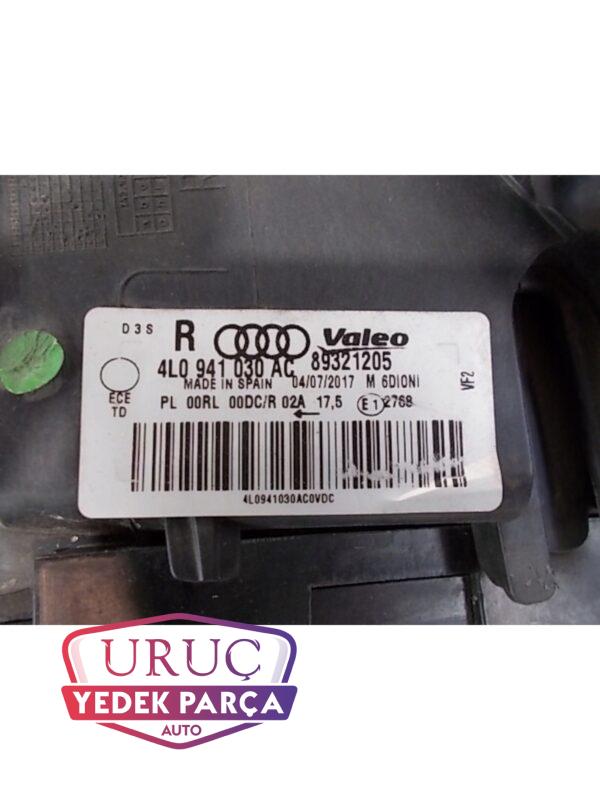 D3S R Valeo
4L0 941 030 AC 89321205
MADE IN SPAIN 04/07/2017 M 6DIONI
VF2
ECE
TD
PL 00RL 00DC/R 02A 17,5 E1 2768
4L0941030AC0VDC
URUÇ
YEDEK PARÇA
AUTO